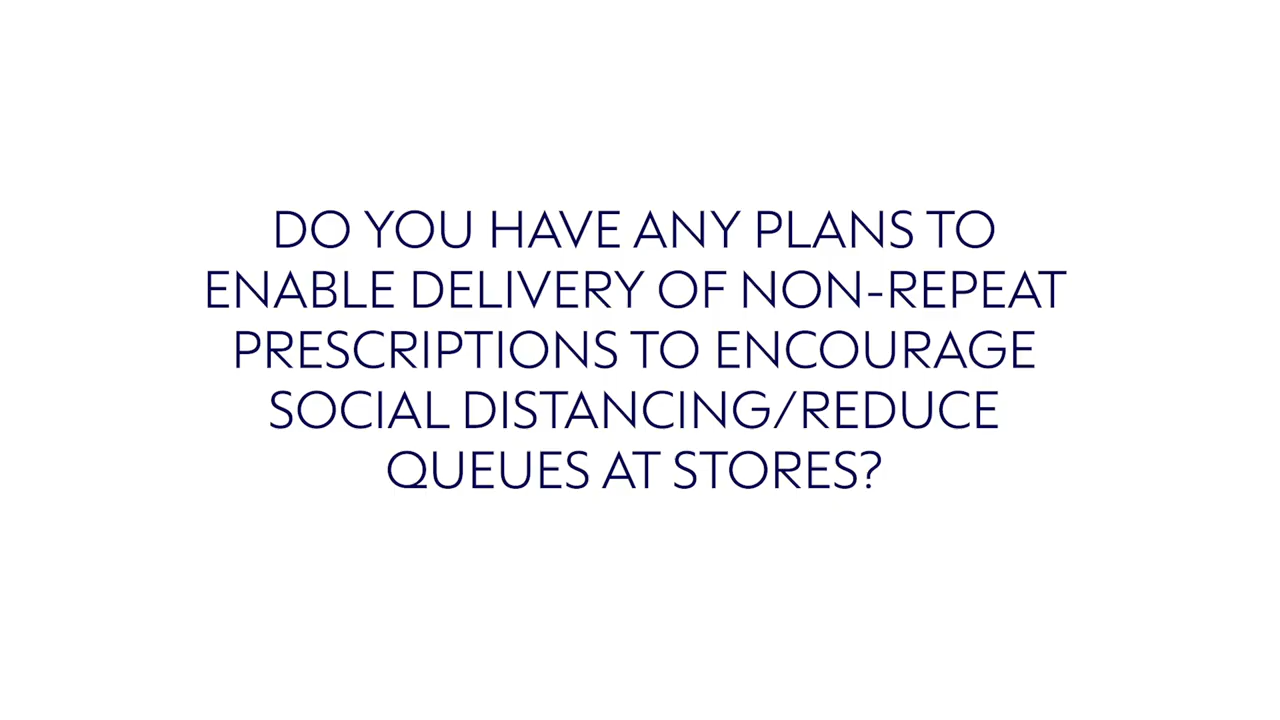 DO YOU HAVE ANY PLANS TO
ENABLE DELIVERY OF NON-REPEAT
PRESCRIPTIONS TO ENCOURAGE
SOCIAL DISTANCING/REDUCE
QUEUES AT STORES?